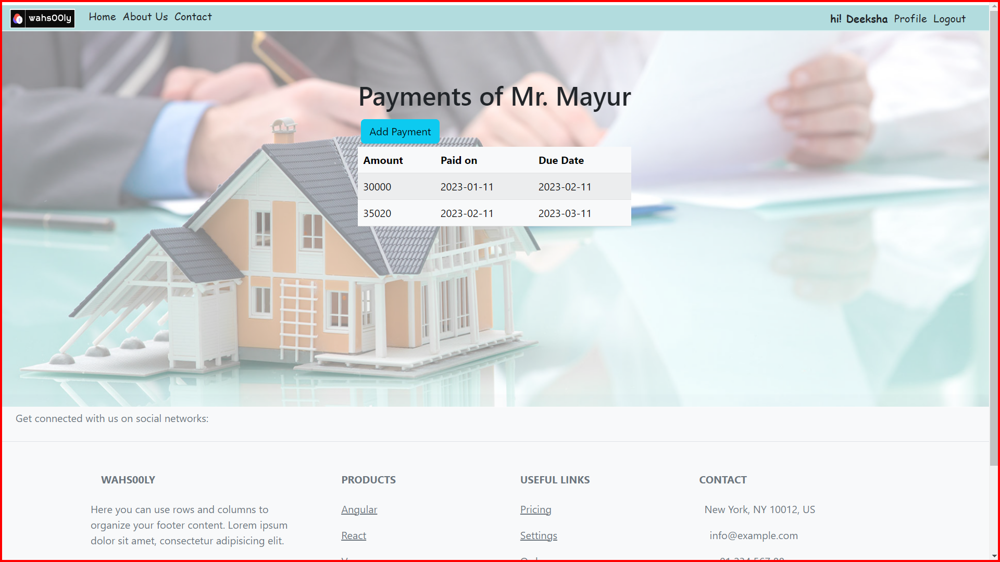 wahs00ly Home About Us Contact hi! Deeksha Profile Logout
Payments of Mr. Mayur
Add Payment
Amount Paid on Due Date
30000 2023-01-11 2023-02-11
35020 2023-02-11 2023-03-11
Get connected with us on social networks:
WAHS00LY
Here you can use rows and columns to
organize your footer content. Lorem ipsum
dolor sit amet, consectetur adipisicing elit.
PRODUCTS
Angular
React
USEFUL LINKS
Pricing
Settings
CONTACT
New York, NY 10012, US
info@example.com